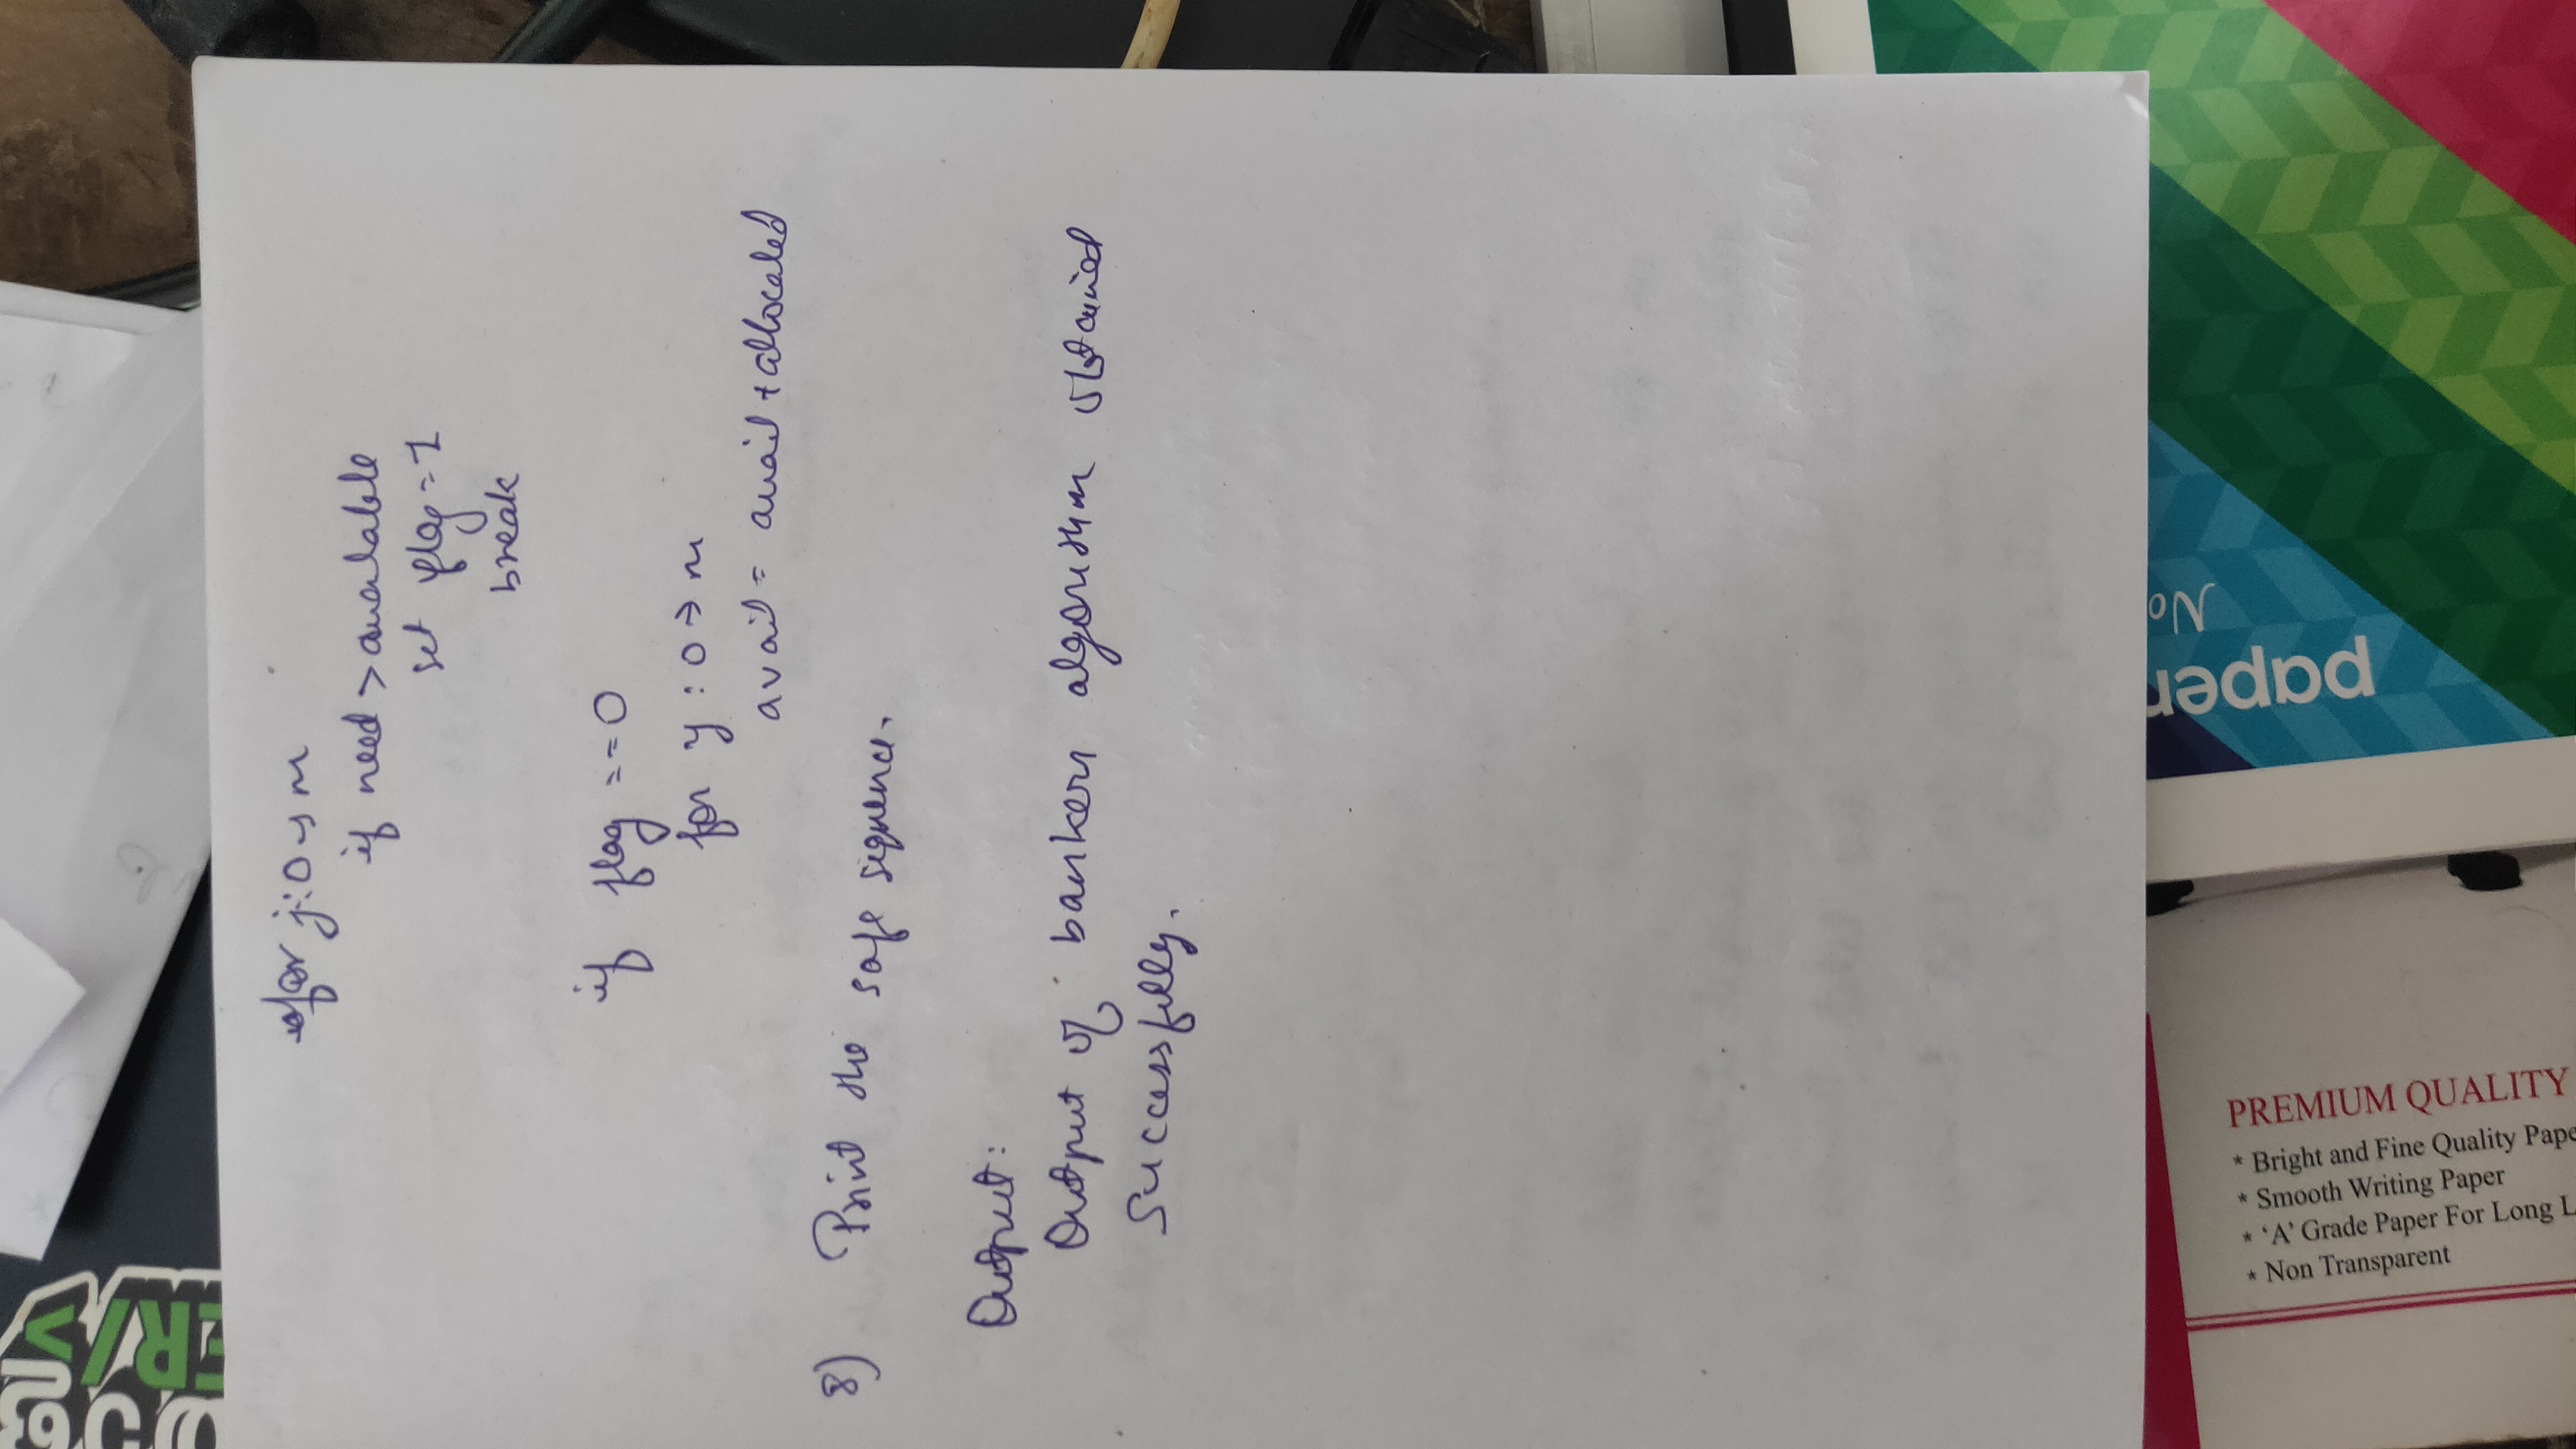 for j:0→m
if need > available
set flag=1
break
if flag ==0
for y:0→m
avail = avail + allocated
8) Print the safe sequence.
Output:
Output of bankers algorithm obtained
Successfully.
paper
No
PREMIUM QUALITY
* Bright and Fine Quality Pape
* Smooth Writing Paper
* 'A' Grade Paper For Long L
* Non Transparent
ER/